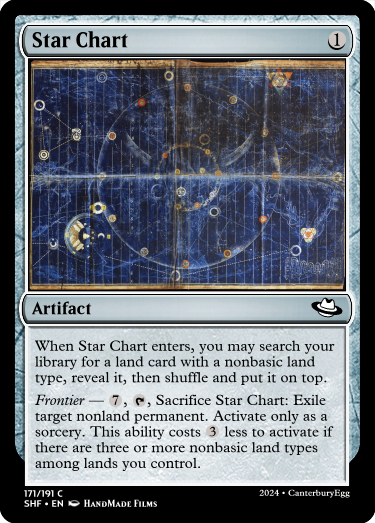 Star Chart 1
Artifact
When Star Chart enters, you may search your
library for a land card with a nonbasic land
type, reveal it, then shuffle and put it on top.
Frontier — 7, , Sacrifice Star Chart: Exile
target nonland permanent. Activate only as a
sorcery. This ability costs 3 less to activate if
there are three or more nonbasic land types
among lands you control.
171/191 C
SHF • EN HandMade Films
2024 • CanterburyEgg